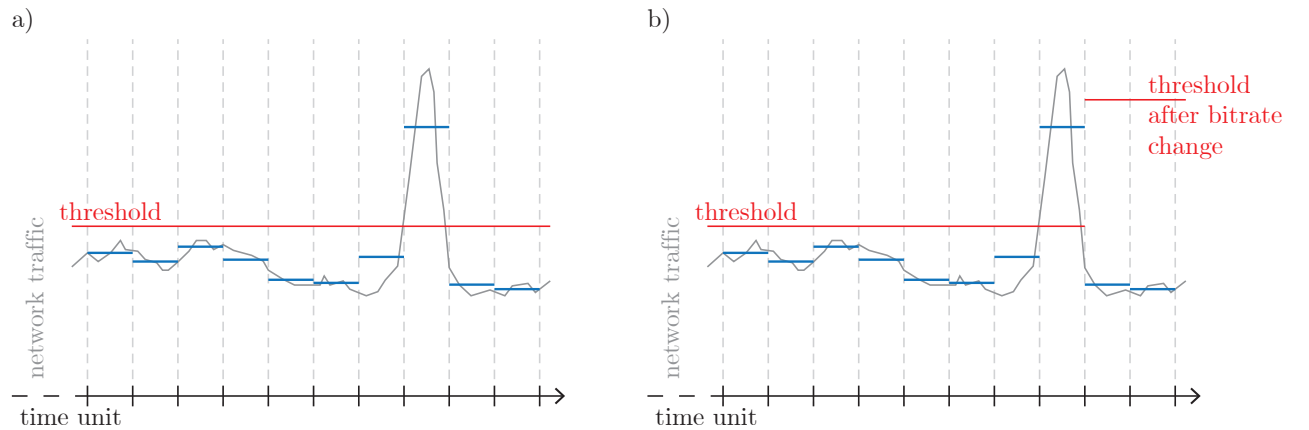 a)
threshold
network traffic
time unit
b)
threshold
after bitrate
change
threshold
network traffic
time unit